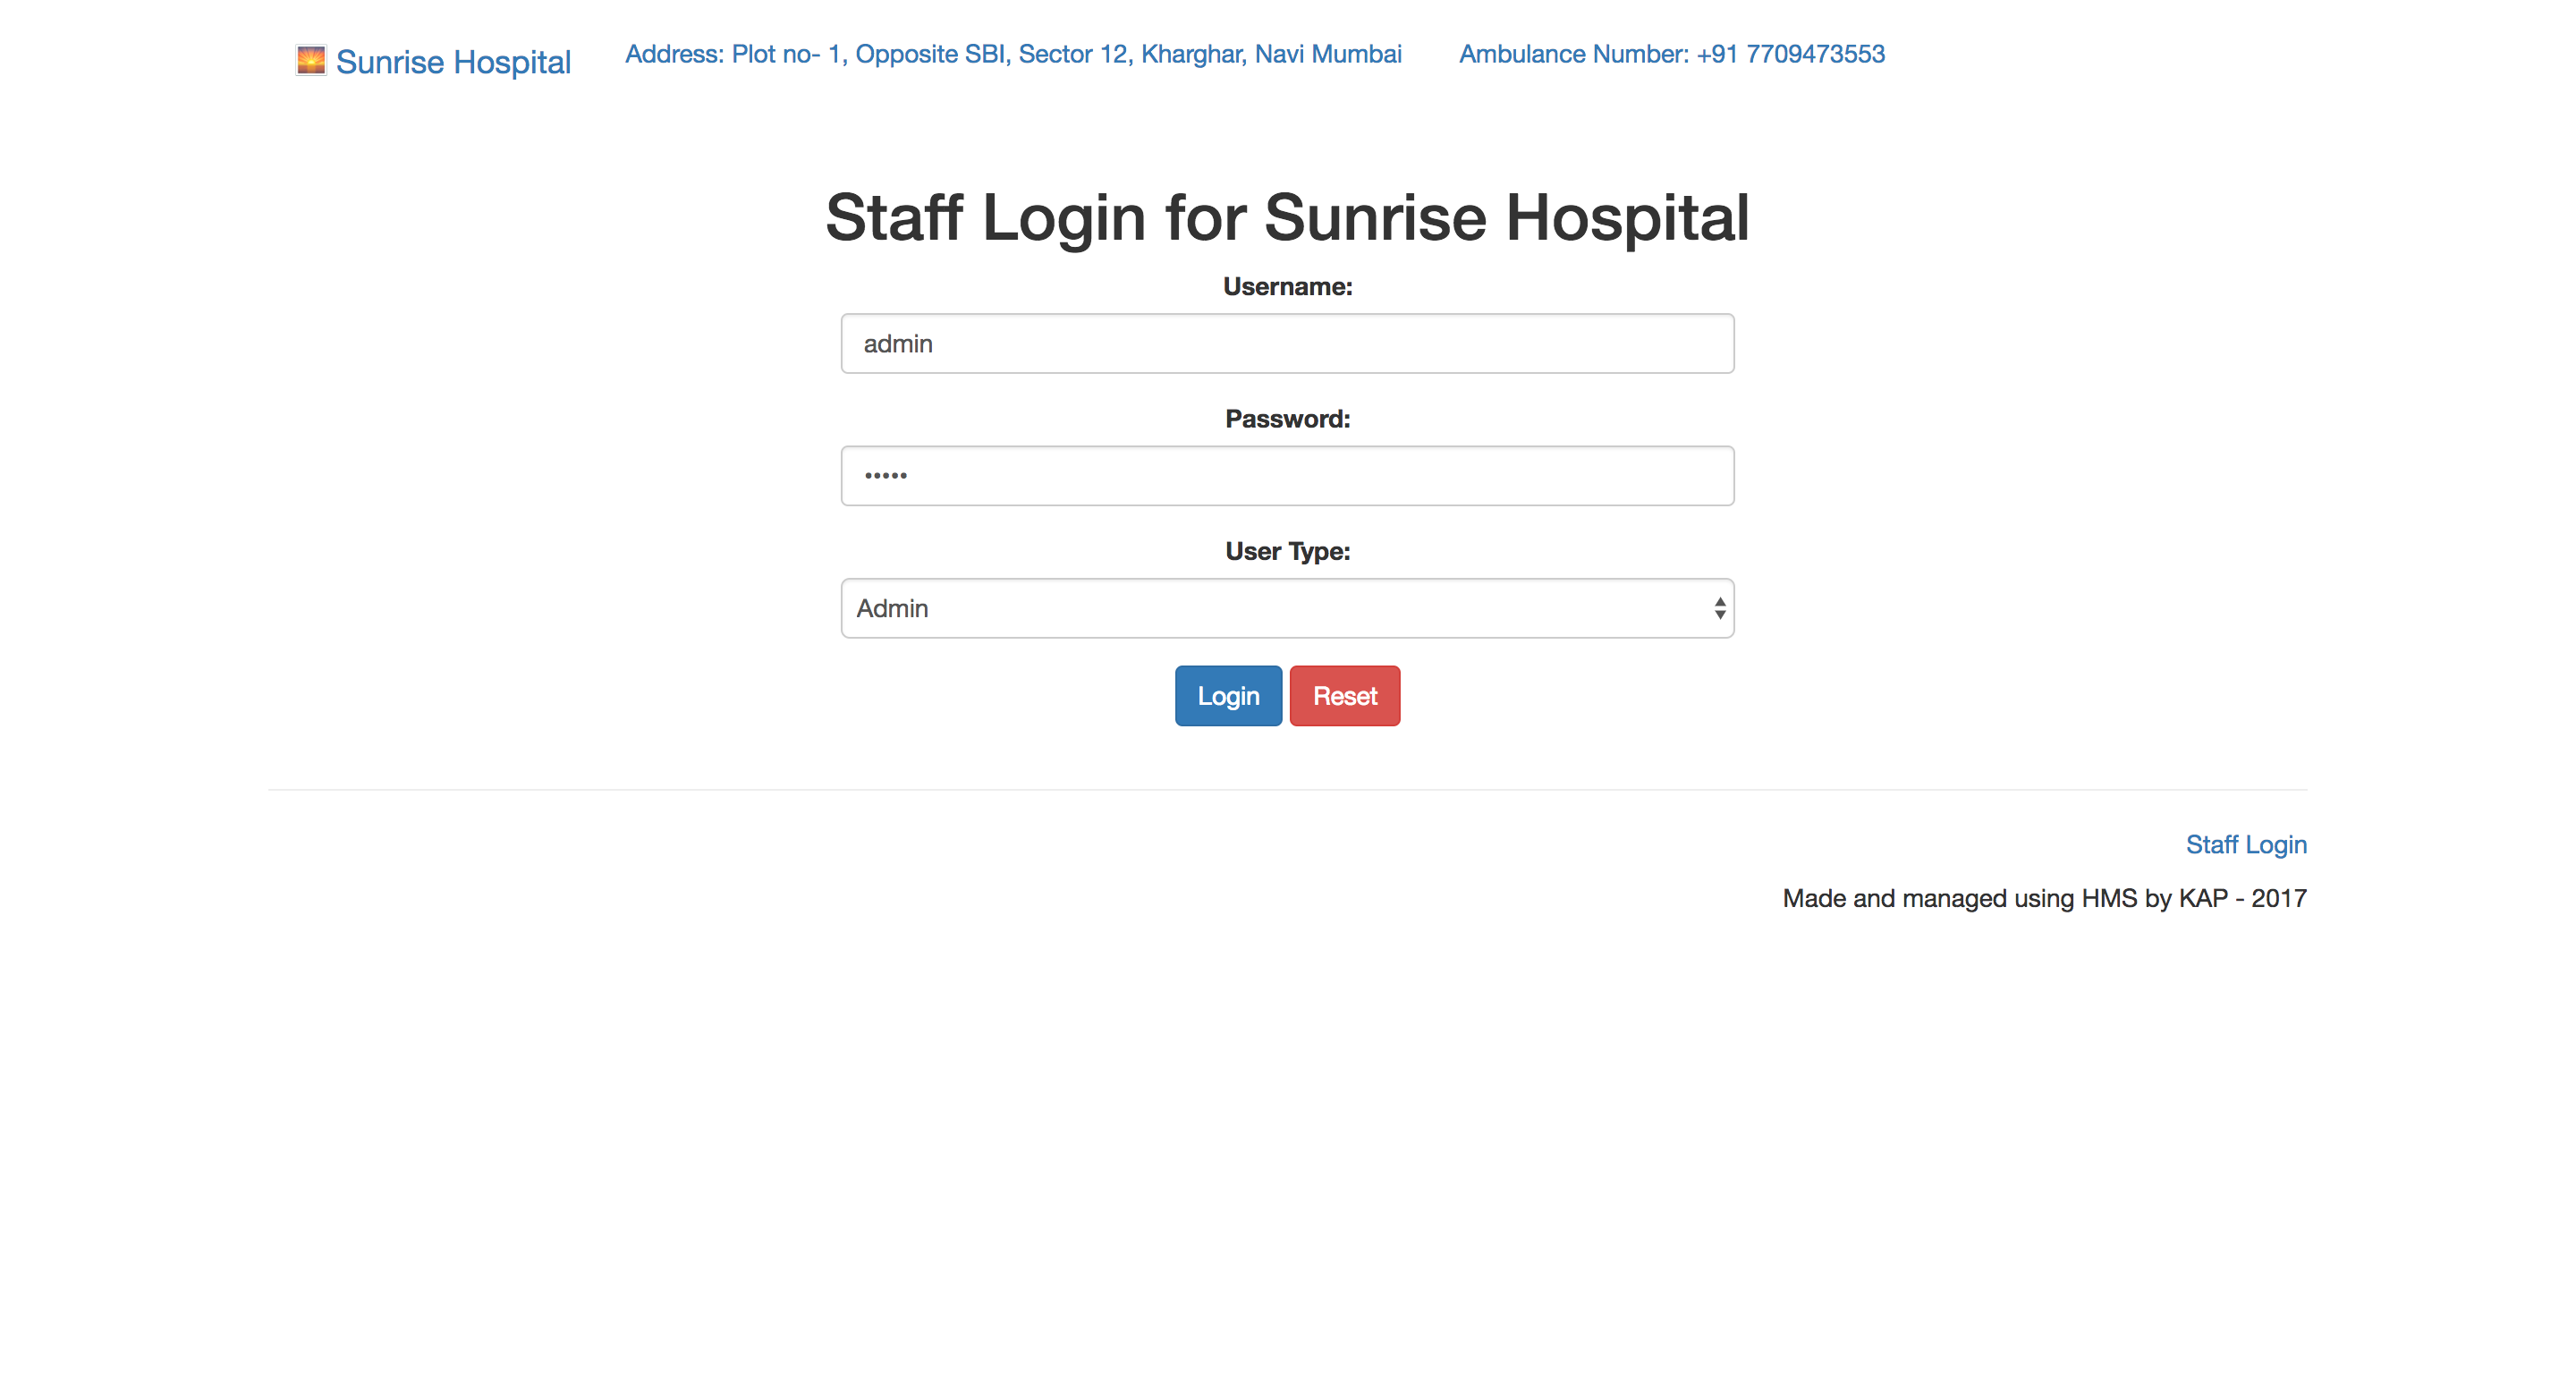 Sunrise Hospital
Address: Plot no- 1, Opposite SBI, Sector 12, Kharghar, Navi Mumbai
Ambulance Number: +91 7709473553
Staff Login for Sunrise Hospital
Username:
admin
Password:
•••••
User Type:
Admin
Login Reset
Staff Login
Made and managed using HMS by KAP - 2017